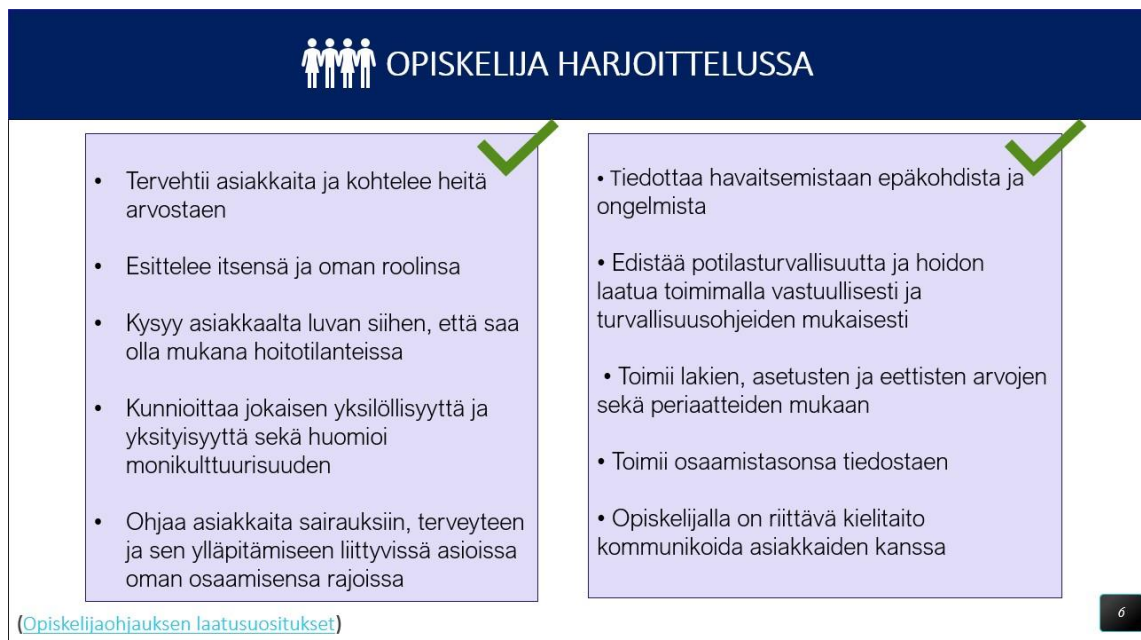 OPISKELIJA HARJOITTELUSSA
• Tervehtii asiakkaita ja kohtelee heitä
arvostaen
• Esittelee itsensä ja oman roolinsa
• Kysyy asiakkaalta luvan siihen, että saa
olla mukana hoitotilanteissa
• Kunnioittaa jokaisen yksilöllisyyttä ja
yksityisyyttä sekä huomioi
monikulttuurisuuden
• Ohjaa asiakkaita sairauksiin, terveyteen
ja sen ylläpitämiseen liittyvissä asioissa
oman osaamisensa rajoissa
• Tiedottaa havaitsemistaan epäkohdista ja
ongelmista
• Edistää potilasturvallisuutta ja hoidon
laatua toimimalla vastuullisesti ja
turvallisuusohjeiden mukaisesti
• Toimii lakien, asetusten ja eettisten arvojen
sekä periaatteiden mukaan
• Toimii osaamistasonsa tiedostaen
• Opiskelijalla on riittävä kielitaito
kommunikoida asiakkaiden kanssa
(Opiskelijaohjauksen laatusuositukset)
6